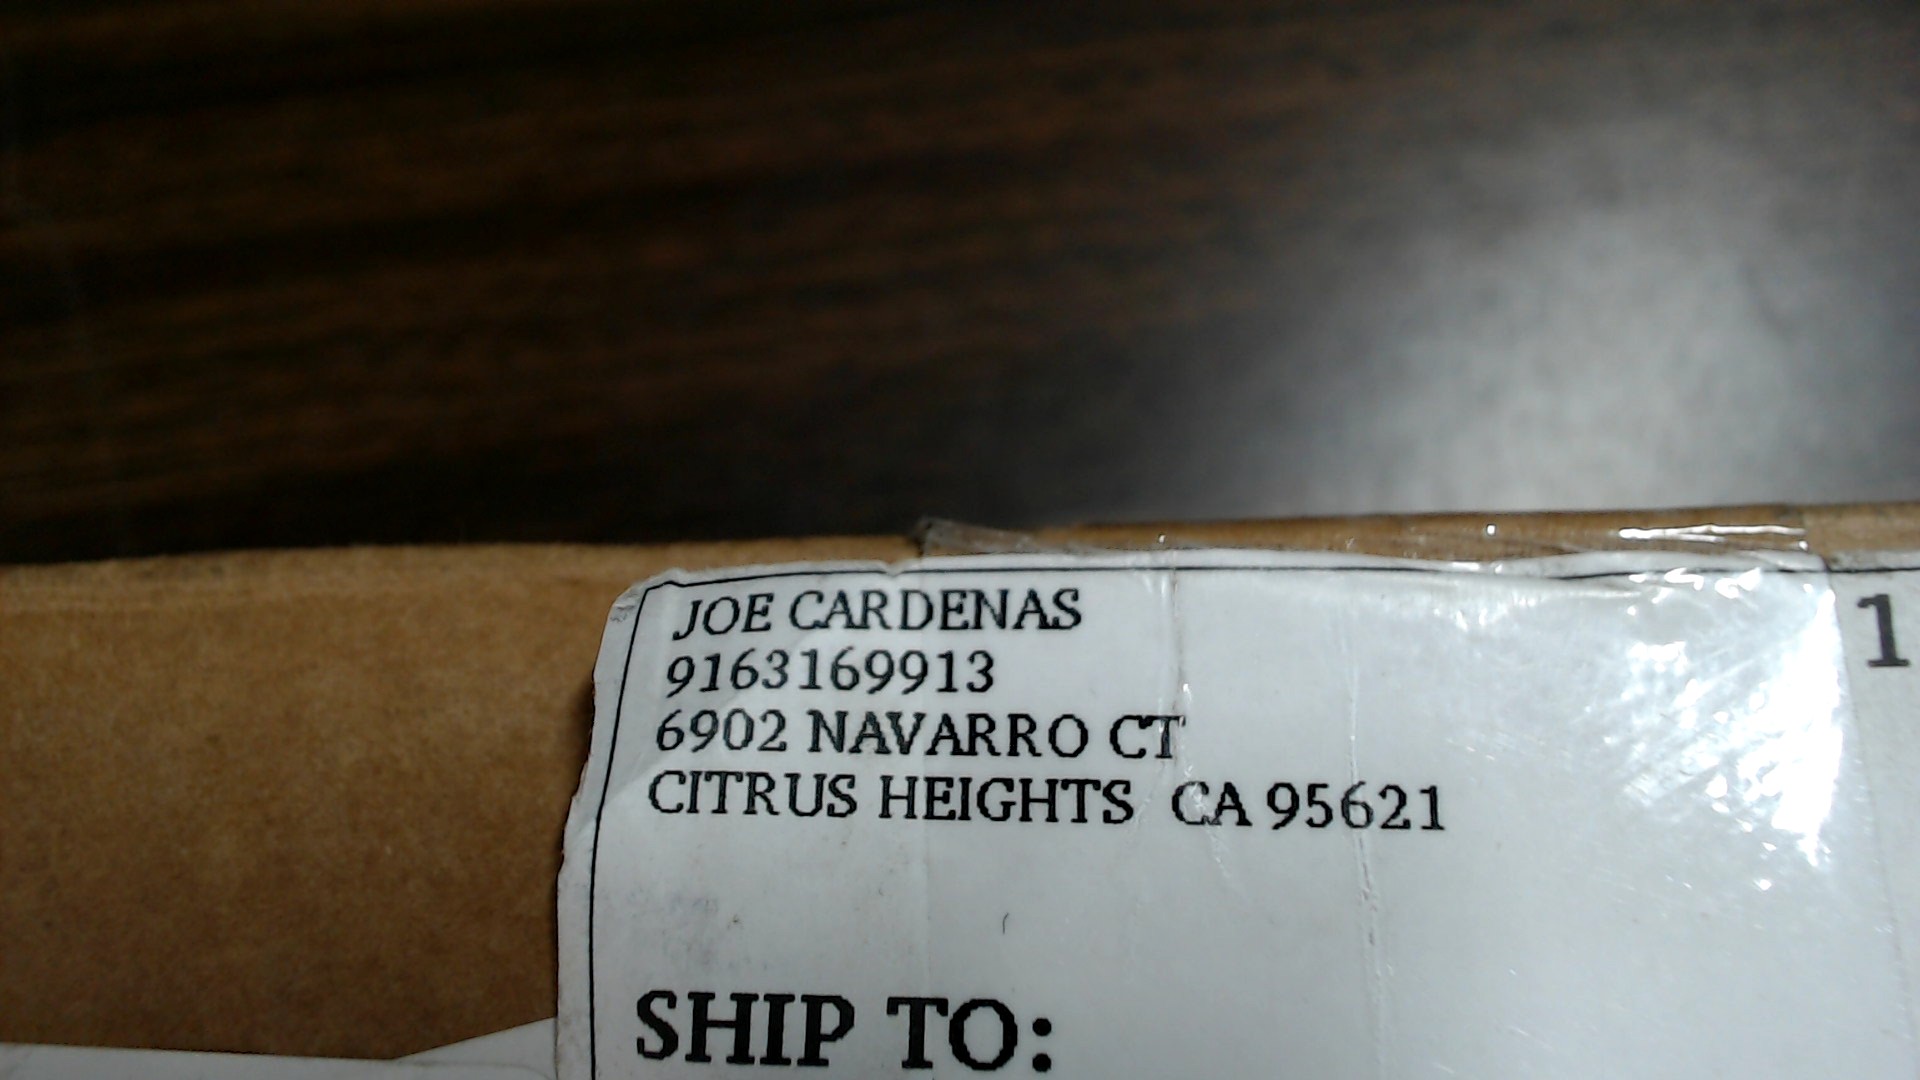 JOE CARDENAS
9163169913
6902 NAVARRO CT
CITRUS HEIGHTS  CA 95621
1
SHIP TO: